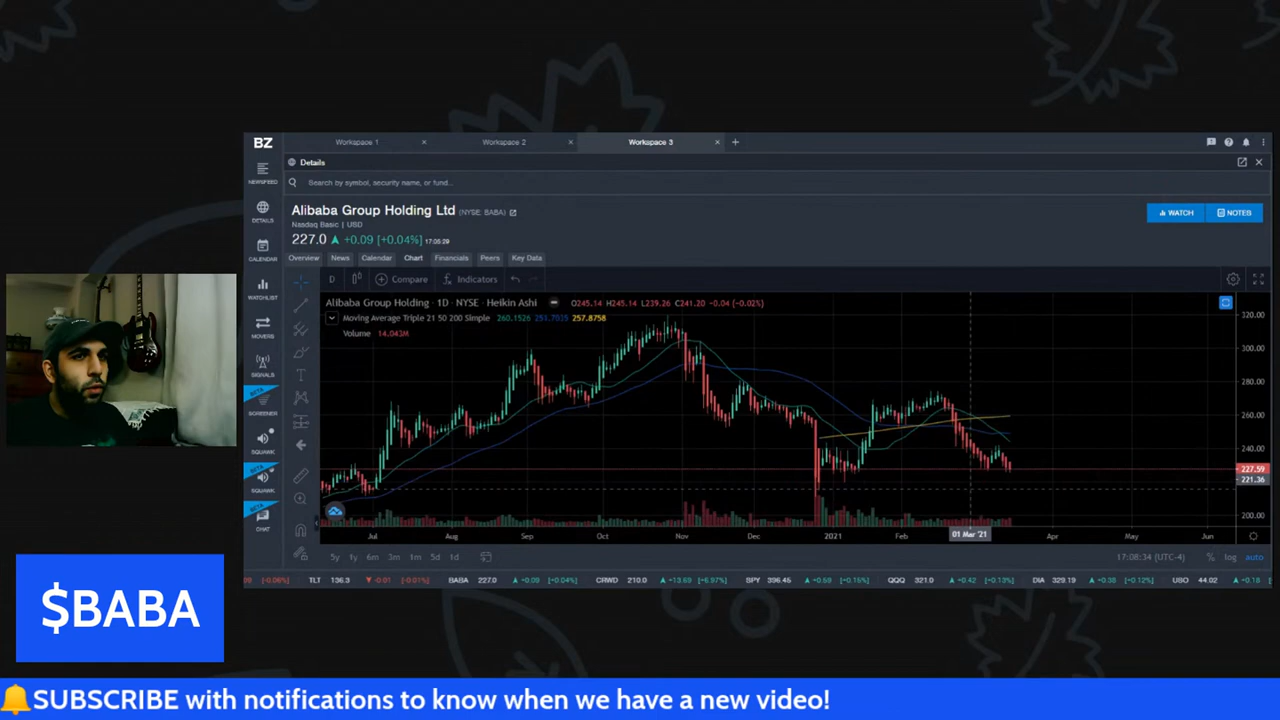 BZ
Workspace 1
Workspace 2
Workspace 3
NEWSFEED
Details
Search by symbol, security name, or fund...
DETAILS
Alibaba Group Holding Ltd (NYSE: BABA)
WATCH
NOTES
Nasdaq Basic | USD
227.0 +0.09 [+0.04%] 17:05:29
CALENDAR
Overview News Calendar Chart Financials Peers Key Data
D Compare Indicators
WATCHLIST
Alibaba Group Holding · 1D · NYSE · Heikin Ashi O245.14 H245.14 L239.26 C241.20 -0.04 (-0.02%)
Moving Average Triple 21 50 200 Simple 260.1526 251.7035 257.8758
Volume 14.043M
MOVERS
SIGNALS
BETA
SCREENER
SQUAWK
BETA
SQUAWK
BETA
CHAT
320.00
300.00
280.00
260.00
240.00
227.59
221.36
200.00
Jul Aug Sep Oct Nov Dec 2021 Feb 01 Mar '21 Apr May Jun
5y 1y 6m 3m 1m 5d 1d
17:08:34 (UTC-4) % log auto
[-0.06%] TLT 136.3 -0.01 [-0.01%] BABA 227.0 +0.09 [+0.04%] CRWD 210.0 +13.69 [+6.97%] SPY 396.45 +0.59 [+0.15%] QQQ 321.0 +0.42 [+0.13%] DIA 329.19 +0.38 [+0.12%] USO 44.02 +0.18
$BABA
SUBSCRIBE with notifications to know when we have a new video!